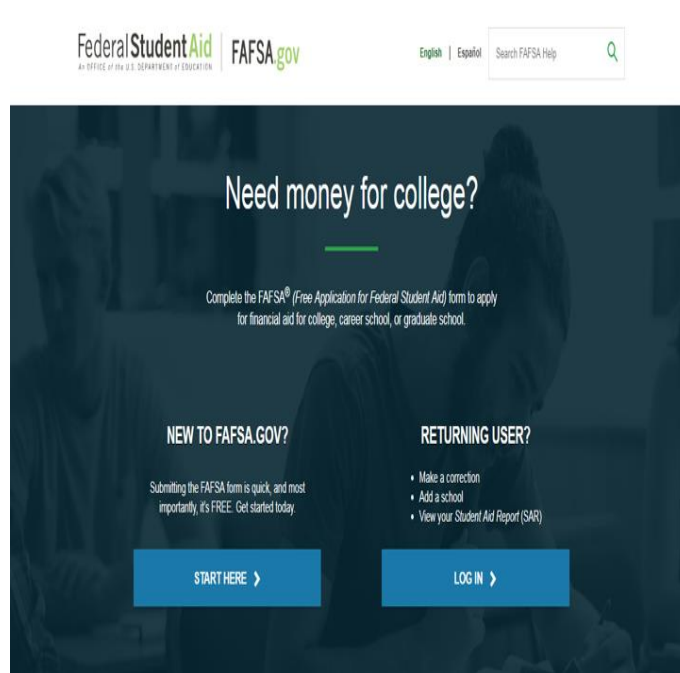 Federal Student Aid
An OFFICE of the U.S. DEPARTMENT of EDUCATION
FAFSA.gov
English | Español
Search FAFSA Help
Need money for college?
Complete the FAFSA® (Free Application for Federal Student Aid) form to apply
for financial aid for college, career school, or graduate school.
NEW TO FAFSA.GOV?
Submitting the FAFSA form is quick, and most
importantly, it's FREE. Get started today.
START HERE ❯
RETURNING USER?
• Make a correction
• Add a school
• View your Student Aid Report (SAR)
LOG IN ❯